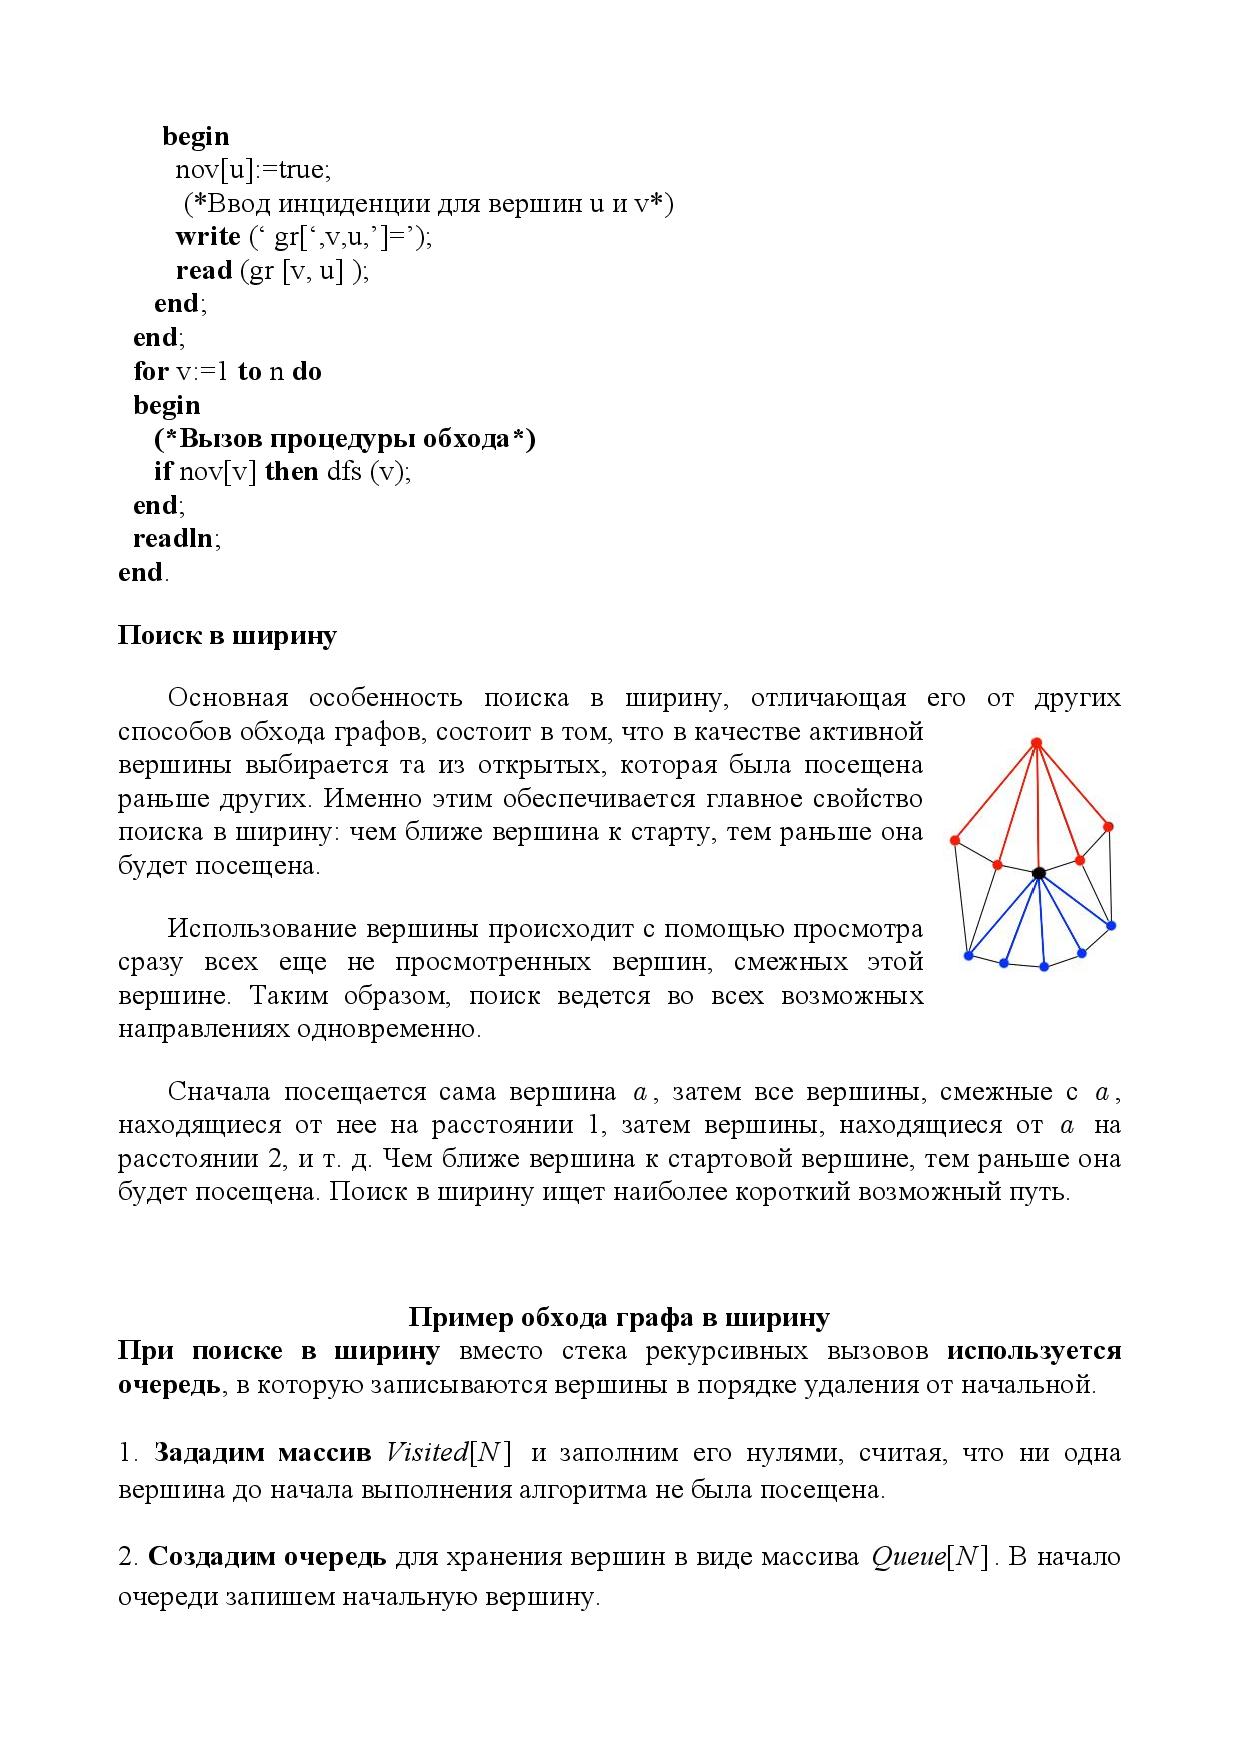 begin
nov[u]:=true;
(*Ввод инциденции для вершин u и v*)
write (‘ gr[‘,v,u,’]=’);
read (gr [v, u] );
end;
end;
for v:=1 to n do
begin
(*Вызов процедуры обхода*)
if nov[v] then dfs (v);
end;
readln;
end.
Поиск в ширину
Основная особенность поиска в ширину, отличающая его от других
способов обхода графов, состоит в том, что в качестве активной
вершины выбирается та из открытых, которая была посещена
раньше других. Именно этим обеспечивается главное свойство
поиска в ширину: чем ближе вершина к старту, тем раньше она
будет посещена.
Использование вершины происходит с помощью просмотра
сразу всех еще не просмотренных вершин, смежных этой
вершине. Таким образом, поиск ведется во всех возможных
направлениях одновременно.
Сначала посещается сама вершина a, затем все вершины, смежные с a,
находящиеся от нее на расстоянии 1, затем вершины, находящиеся от a на
расстоянии 2, и т. д. Чем ближе вершина к стартовой вершине, тем раньше она
будет посещена. Поиск в ширину ищет наиболее короткий возможный путь.
Пример обхода графа в ширину
При поиске в ширину вместо стека рекурсивных вызовов используется
очередь, в которую записываются вершины в порядке удаления от начальной.
1. Зададим массив Visited[N] и заполним его нулями, считая, что ни одна
вершина до начала выполнения алгоритма не была посещена.
2. Создадим очередь для хранения вершин в виде массива Queue[N]. В начало
очереди запишем начальную вершину.